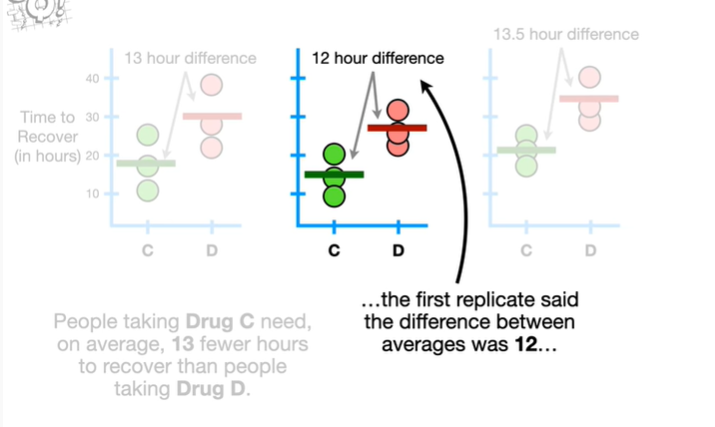 13.5 hour difference
13 hour difference
12 hour difference
40
30
20
10
Time to
Recover
(in hours)
C
D
C
D
C
D
People taking Drug C need,
on average, 13 fewer hours
to recover than people
taking Drug D.
…the first replicate said
the difference between
averages was 12…